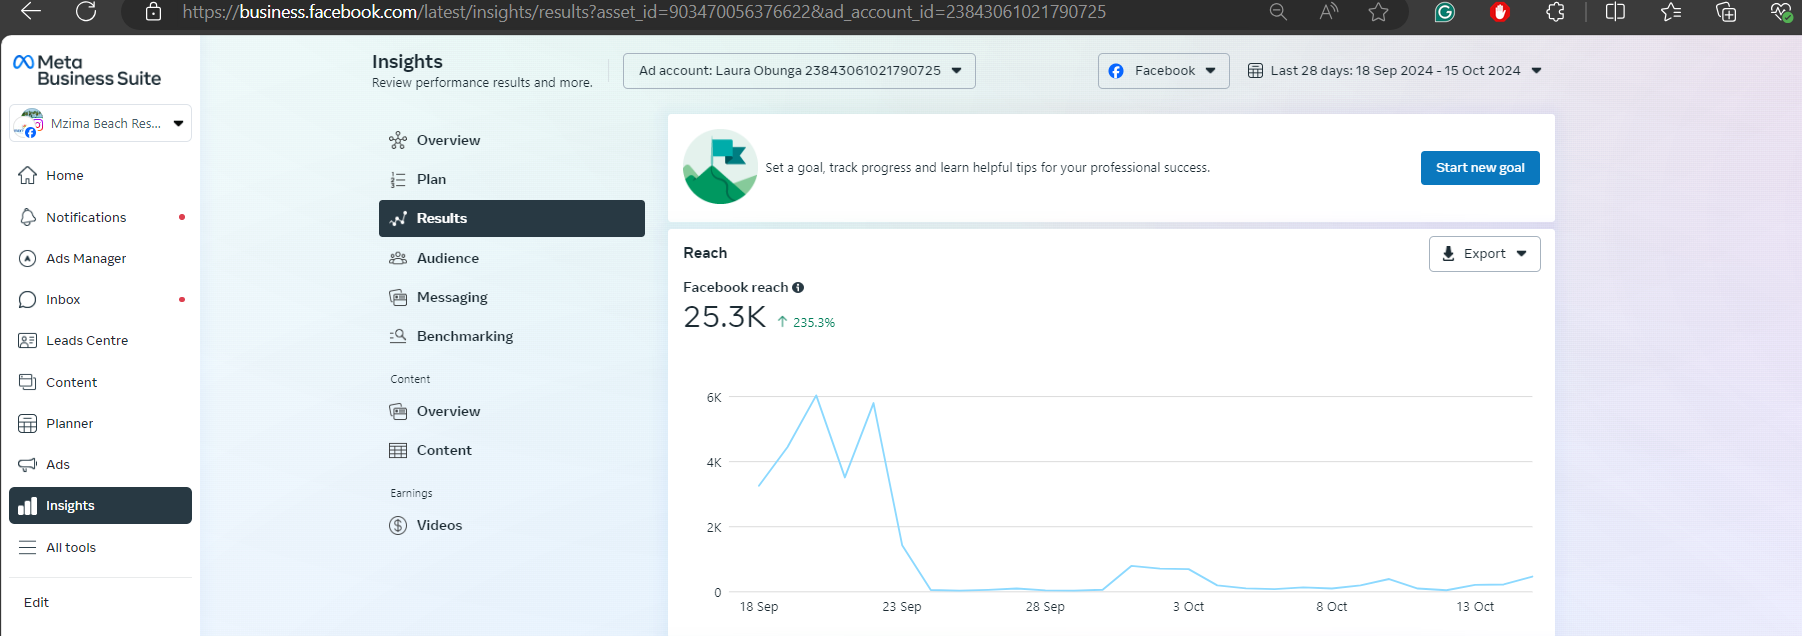 https://business.facebook.com/latest/insights/results?asset_id=903470056376622&ad_account_id=23843061021790725
Meta
Business Suite
Mzima Beach Res...
Home
Notifications
Ads Manager
Inbox
Leads Centre
Content
Planner
Ads
Insights
All tools
Edit
Insights
Review performance results and more.
Ad account: Laura Obunga 23843061021790725
Facebook
Last 28 days: 18 Sep 2024 - 15 Oct 2024
Overview
Plan
Results
Audience
Messaging
Benchmarking
Content
Overview
Content
Earnings
Videos
Set a goal, track progress and learn helpful tips for your professional success.
Start new goal
Reach
Export
Facebook reach
25.3K ↑ 235.3%
6K
4K
2K
0
18 Sep 23 Sep 28 Sep 3 Oct 8 Oct 13 Oct